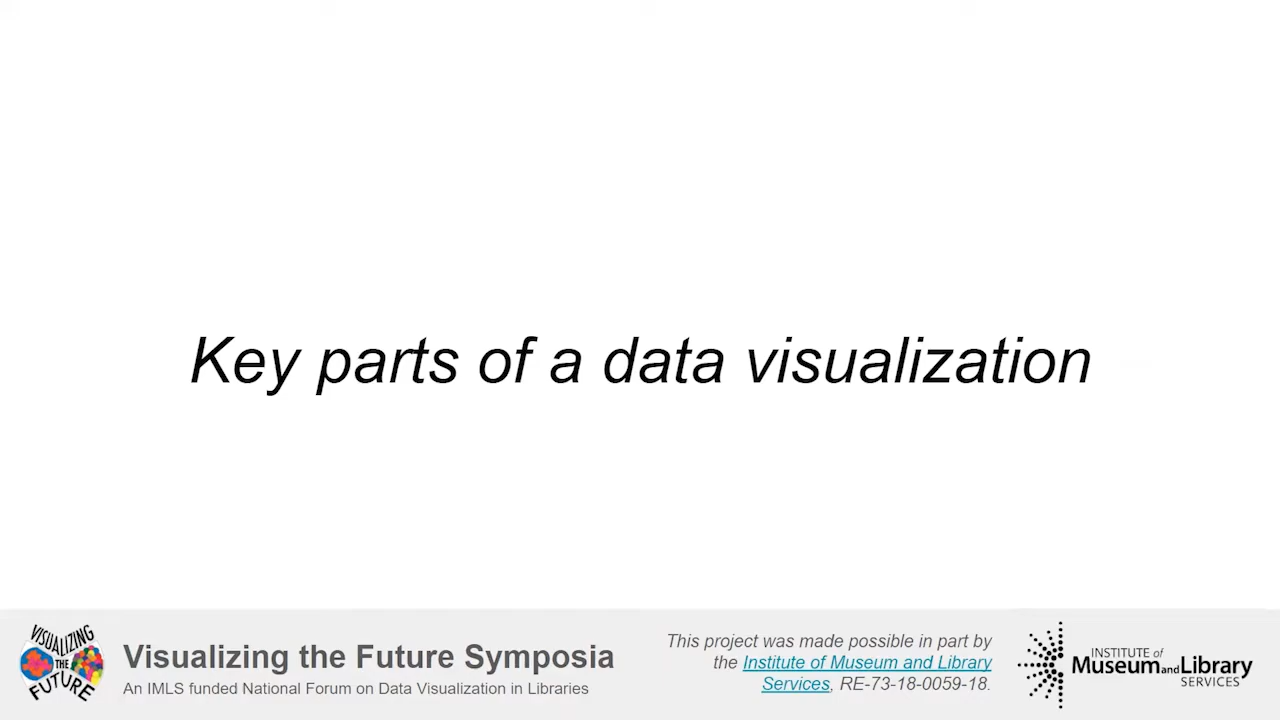 Key parts of a data visualization
VISUALIZING
THE
FUTURE
Visualizing the Future Symposia
An IMLS funded National Forum on Data Visualization in Libraries
This project was made possible in part by
the Institute of Museum and Library
Services, RE-73-18-0059-18.
INSTITUTE of
Museum and Library
SERVICES